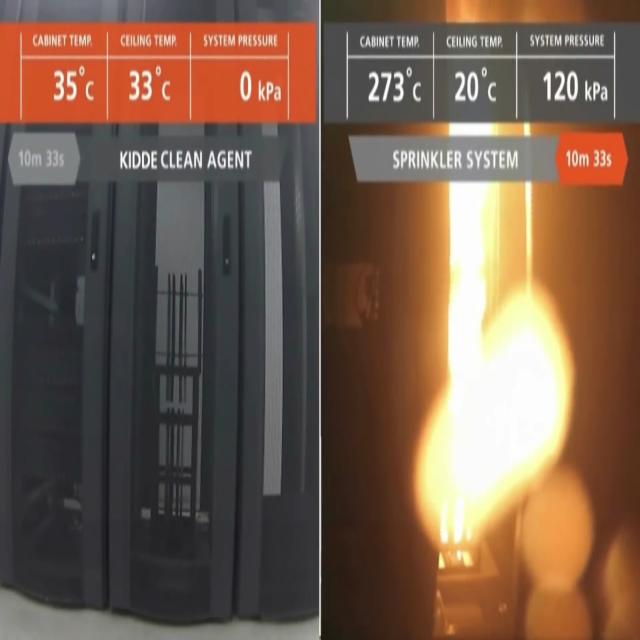 CABINET TEMP. CEILING TEMP. SYSTEM PRESSURE
35°C 33°C 0 kPa
10m 33s KIDDE CLEAN AGENT
CABINET TEMP. CEILING TEMP. SYSTEM PRESSURE
273°C 20°C 120 kPa
SPRINKLER SYSTEM 10m 33s